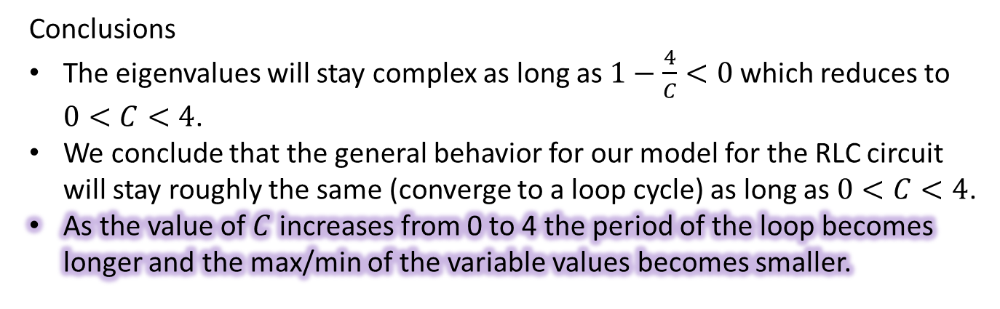 Conclusions
• The eigenvalues will stay complex as long as 1 − 4/C < 0 which reduces to
0 < C < 4.
• We conclude that the general behavior for our model for the RLC circuit
will stay roughly the same (converge to a loop cycle) as long as 0 < C < 4.
• As the value of C increases from 0 to 4 the period of the loop becomes
longer and the max/min of the variable values becomes smaller.